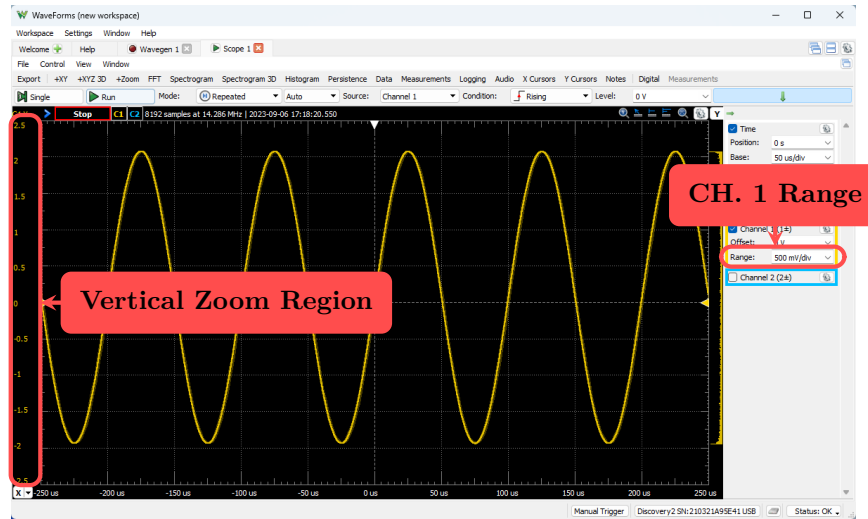 WaveForms (new workspace)
Workspace Settings Window Help
Welcome Help Wavegen 1 Scope 1
File Control View Window
Export +XY +XYZ 3D +Zoom FFT Spectrogram Spectrogram 3D Histogram Persistence Data Measurements Logging Audio X Cursors Y Cursors Notes Digital Measurements
Single Run Mode: Repeated Auto Source: Channel 1 Condition: Rising Level: 0 V
Stop C1 C2 8192 samples at 14.286 MHz | 2023-09-06 17:18:20.550 Y
2.5
Time
Position: 0 s
2
Base: 50 us/div
1.5
CH. 1 Range
1
Channel 1 (1±)
Offset: V
0.5
Range: 500 mV/div
Channel 2 (2±)
Vertical Zoom Region
0
-0.5
-1
-1.5
-2
-2.5
X -250 us -200 us -150 us -100 us -50 us 0 us 50 us 100 us 150 us 200 us 250 us
Manual Trigger Discovery2 SN:210321A95E41 USB Status: OK